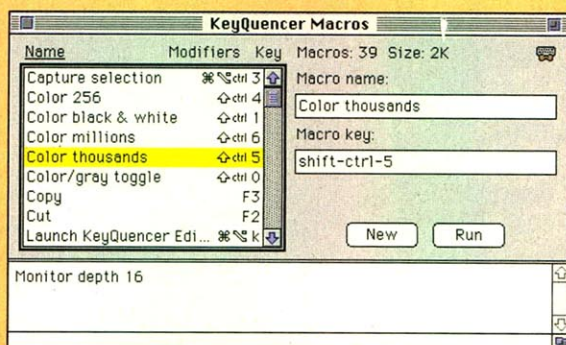 KeyQuencer Macros
Name Modifiers Key Macros: 39 Size: 2K
Capture selection ⌘⌥ctrl 3
Color 256 ⇧ctrl 4
Color black & white ⇧ctrl 1
Color millions ⇧ctrl 6
Color thousands ⇧ctrl 5
Color/gray toggle ⇧ctrl 0
Copy F3
Cut F2
Launch KeyQuencer Edi... ⌘⌥ k
Macro name:
Color thousands
Macro key:
shift-ctrl-5
New Run
Monitor depth 16